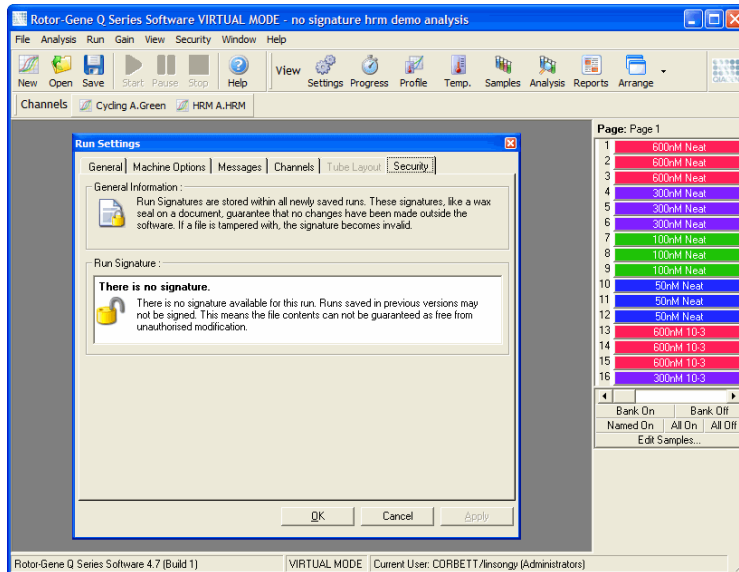 Rotor-Gene Q Series Software VIRTUAL MODE - no signature hrm demo analysis
File Analysis Run Gain View Security Window Help
New Open Save Start Pause Stop Help View Settings Progress Profile Temp. Samples Analysis Reports Arrange
Channels Cycling A.Green HRM A.HRM
Run Settings
General Machine Options Messages Channels Tube Layout Security
General Information :
Run Signatures are stored within all newly saved runs. These signatures, like a wax
seal on a document, guarantee that no changes have been made outside the
software. If a file is tampered with, the signature becomes invalid.
Run Signature :
There is no signature.
There is no signature available for this run. Runs saved in previous versions may
not be signed. This means the file contents can not be guaranteed as free from
unauthorised modification.
OK Cancel Apply
Page: Page 1
1 600nM Neat
2 600nM Neat
3 600nM Neat
4 300nM Neat
5 300nM Neat
6 300nM Neat
7 100nM Neat
8 100nM Neat
9 100nM Neat
10 50nM Neat
11 50nM Neat
12 50nM Neat
13 600nM 10-3
14 600nM 10-3
15 600nM 10-3
16 300nM 10-3
Bank On Bank Off
Named On All On All Off
Edit Samples...
Rotor-Gene Q Series Software 4.7 (Build 1) VIRTUAL MODE Current User: CORBETT/linsongy (Administrators)